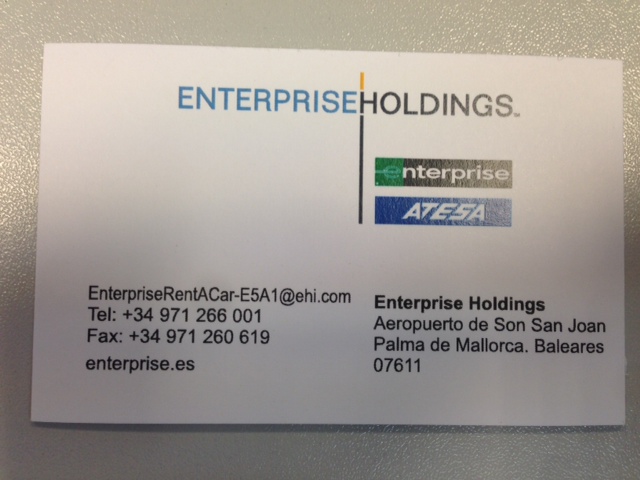 ENTERPRISE HOLDINGS™
enterprise
ATESA
EnterpriseRentACar-E5A1@ehi.com
Tel: +34 971 266 001
Fax: +34 971 260 619
enterprise.es
Enterprise Holdings
Aeropuerto de Son San Joan
Palma de Mallorca. Baleares
07611